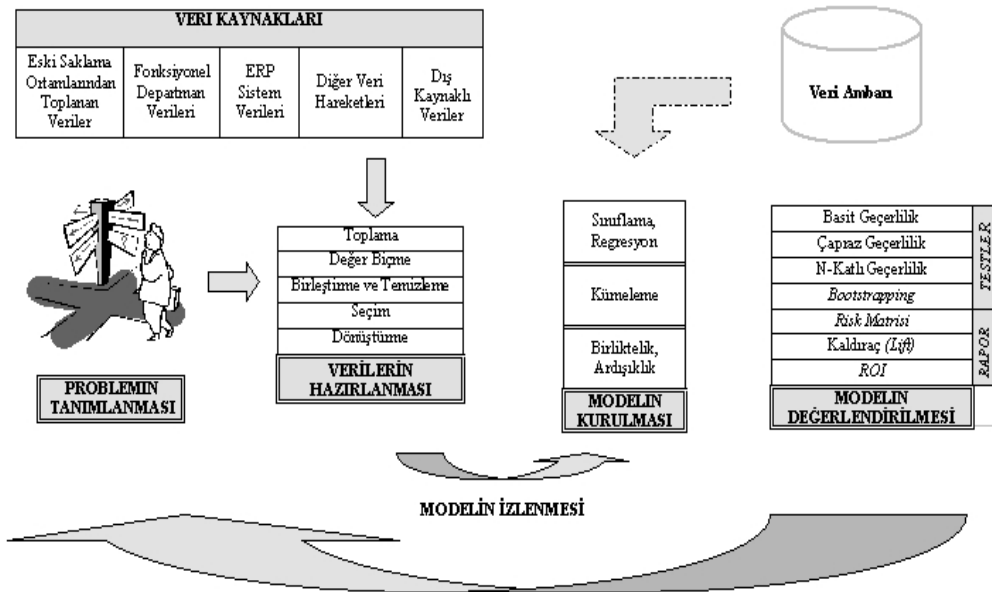 VERI KAYNAKLARI
Eski Saklama
Ortamlarından
Toplanan
Veriler
Fonksiyonel
Departman
Verileri
ERP
Sistem
Verileri
Diğer Veri
Hareketleri
Dış
Kaynaklı
Veriler
Veri Ambarı
Toplama
Değer Biçme
Birleştirme ve Temizleme
Seçim
Dönüştürme
VERİLERİN
HAZIRLANMASI
PROBLEMIN
TANIMLANMASI
Sınıflama,
Regresyon
Kümeleme
Birliktelik,
Ardışıklık
MODELIN
KURULMASI
Basit Geçerlilik
Çapraz Geçerlilik
N-Katlı Geçerlilik
Bootstrapping
TESTLER
Risk Matrisi
Kaldıraç (Lift)
ROI
RAPOR
MODELIN
DEĞERLENDİRİLMESİ
MODELİN İZLENMESİ